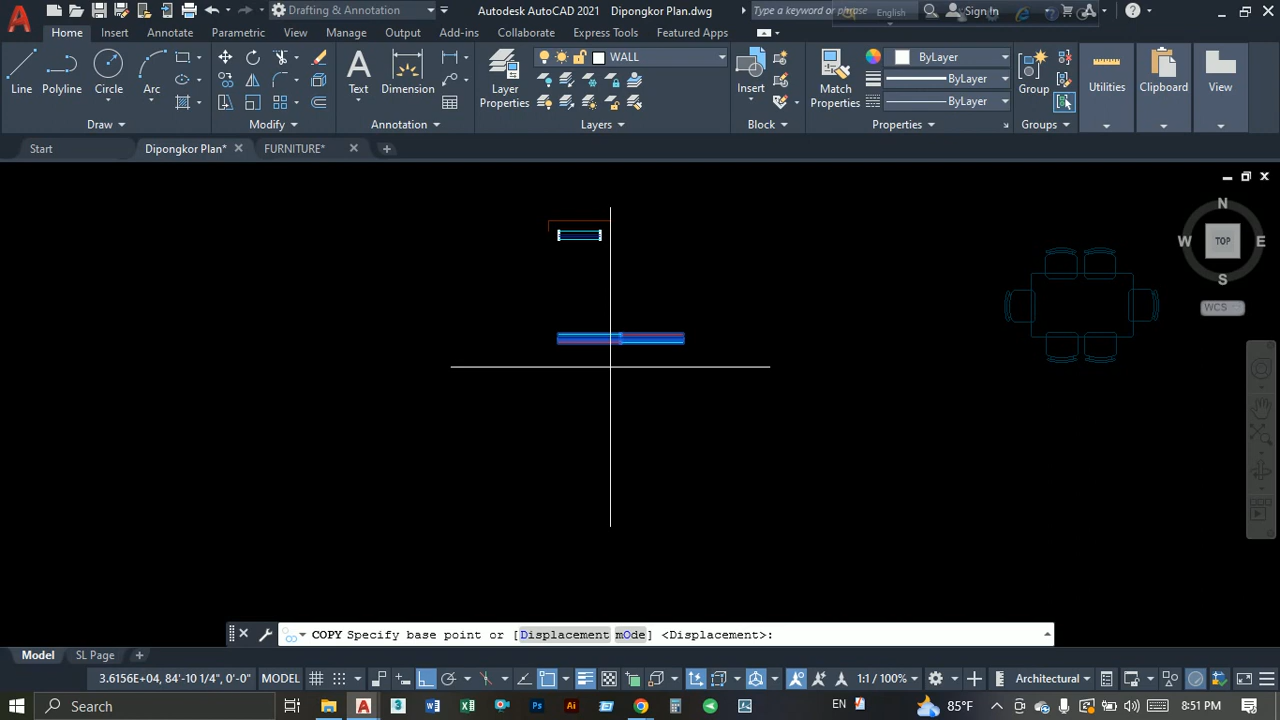 Drafting & Annotation
Autodesk AutoCAD 2021 Dipongkor Plan.dwg
Type a keyword or phrase
English
Sign In
Home Insert Annotate Parametric View Manage Output Add-ins Collaborate Express Tools Featured Apps
WALL
ByLayer
ByLayer
ByLayer
Line Polyline Circle Arc
Text Dimension
Layer Properties
Insert
Match Properties
Group
Utilities
Clipboard
View
Draw Modify Annotation Layers Block Properties Groups
Start Dipongkor Plan* FURNITURE*
N
W TOP E
S
WCS
COPY Specify base point or [Displacement mOde] <Displacement>:
Model SL Page
3.6156E+04, 84'-10 1/4", 0'-0" MODEL 1:1 / 100% Architectural
Search
85°F
EN
8:51 PM